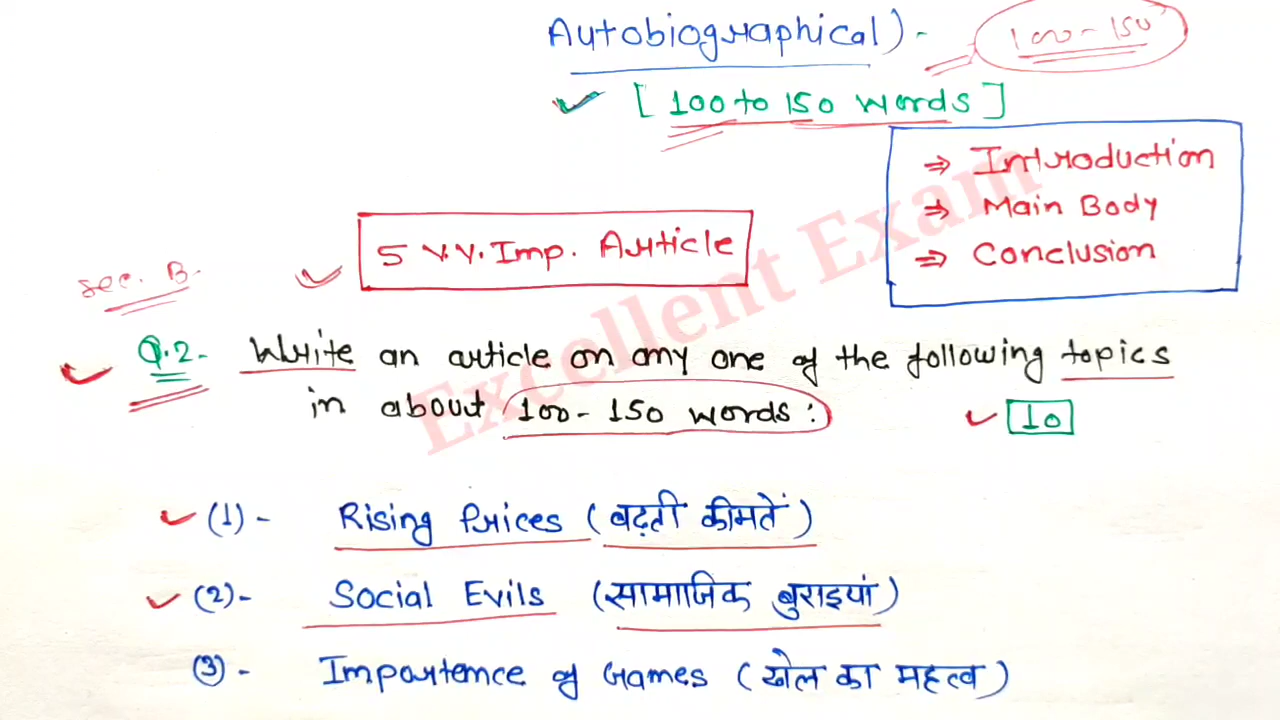 Autobiographical) - 100-150
[ 100 to 150 words ]
⇒ Introduction
⇒ Main Body
⇒ Conclusion
5 V.V.Imp. Article
Sec. B.
Q.2- Write an article on any one of the following topics
in about 100-150 words : 10
(1) - Rising Prices (बढ़ती कीमतें)
(2)- Social Evils (सामाजिक बुराइयां)
(3) - Importence of Games (खेल का महत्व)
Excellent Exam